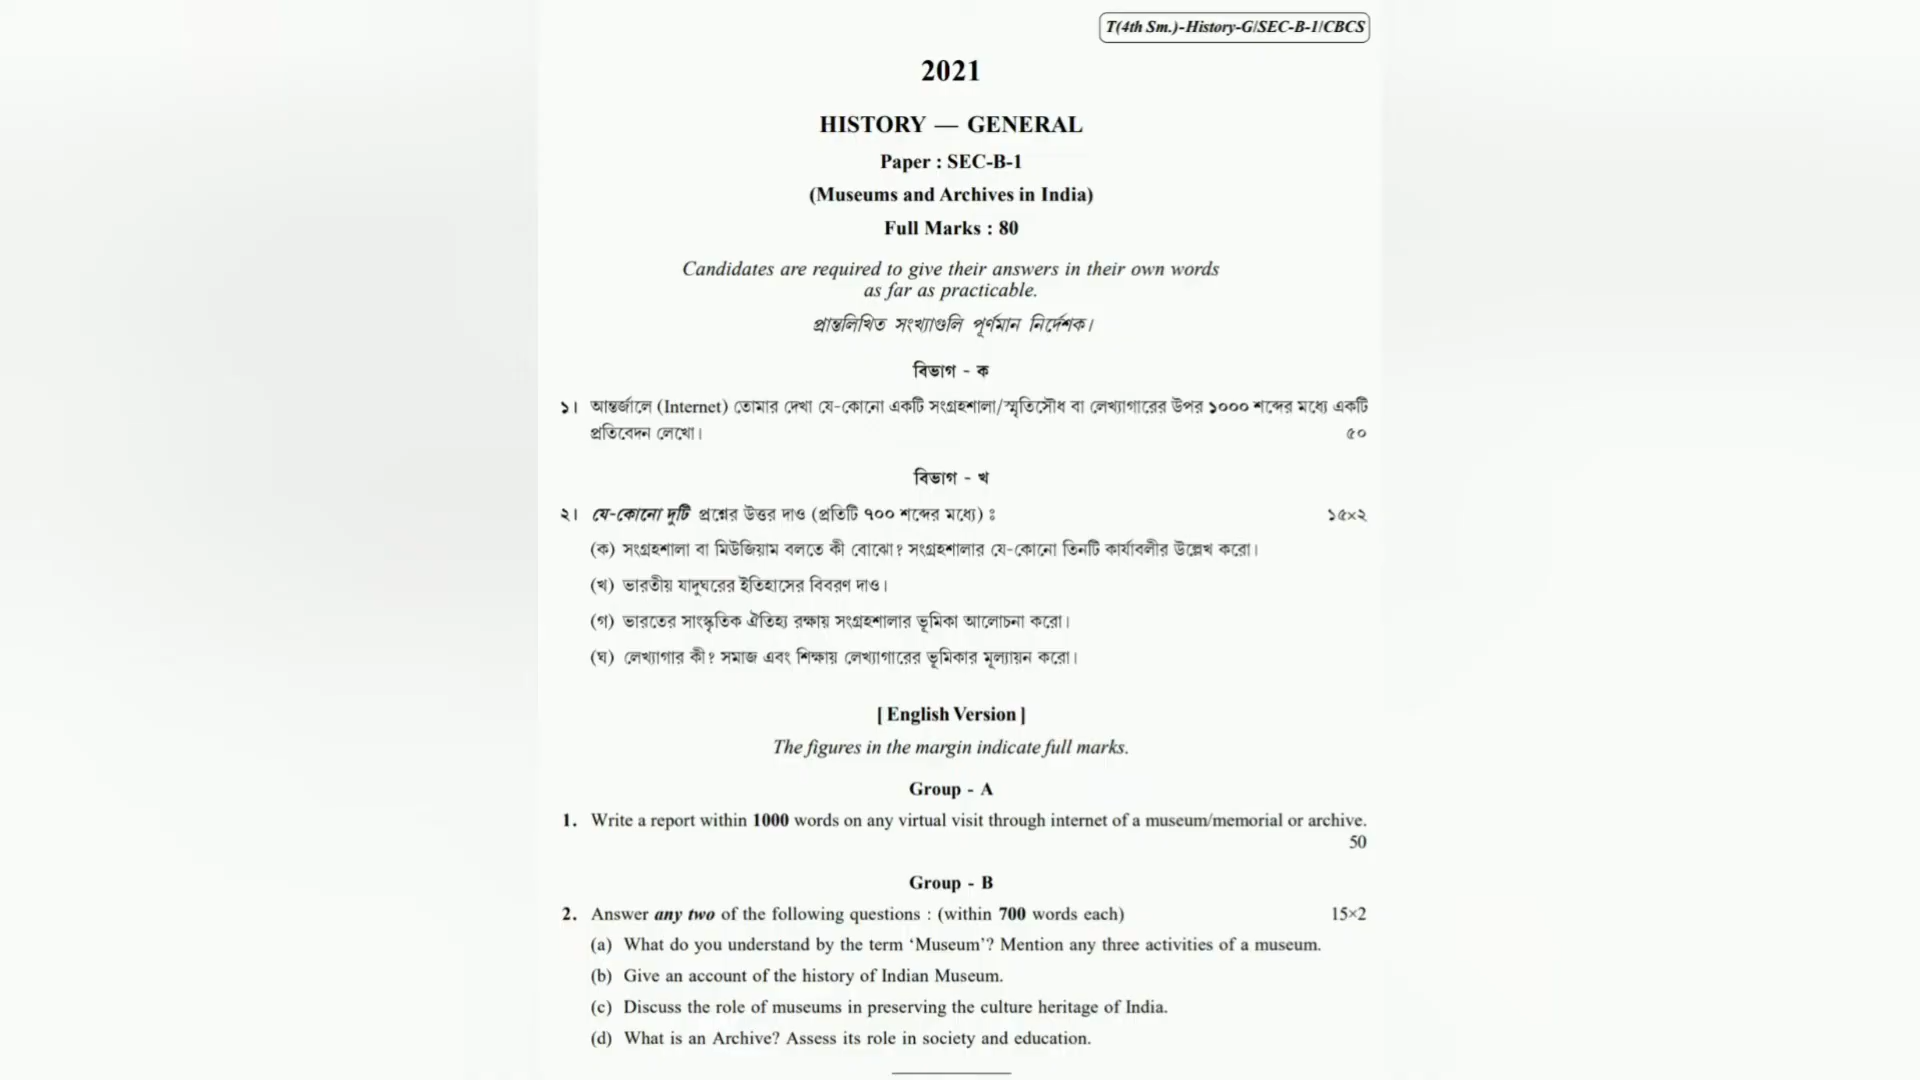 T(4th Sm.)-History-G/SEC-B-1/CBCS
2021
HISTORY — GENERAL
Paper : SEC-B-1
(Museums and Archives in India)
Full Marks : 80
Candidates are required to give their answers in their own words
as far as practicable.
প্রান্তলিখিত সংখ্যাগুলি পূর্ণমান নির্দেশক।
বিভাগ - ক
১। আন্তর্জালে (Internet) তোমার দেখা যে-কোনো একটি সংগ্রহশালা/স্মৃতিসৌধ বা লেখ্যাগারের উপর ১০০০ শব্দের মধ্যে একটি
প্রতিবেদন লেখো। ৫০
বিভাগ - খ
২। যে-কোনো দুটি প্রশ্নের উত্তর দাও (প্রতিটি ৭০০ শব্দের মধ্যে) ঃ ১৫×২
(ক) সংগ্রহশালা বা মিউজিয়াম বলতে কী বোঝো? সংগ্রহশালার যে-কোনো তিনটি কার্যাবলীর উল্লেখ করো।
(খ) ভারতীয় যাদুঘরের ইতিহাসের বিবরণ দাও।
(গ) ভারতের সাংস্কৃতিক ঐতিহ্য রক্ষায় সংগ্রহশালার ভূমিকা আলোচনা করো।
(ঘ) লেখ্যাগার কী? সমাজ এবং শিক্ষায় লেখ্যাগারের ভূমিকার মূল্যায়ন করো।
[ English Version ]
The figures in the margin indicate full marks.
Group - A
1. Write a report within 1000 words on any virtual visit through internet of a museum/memorial or archive.
50
Group - B
2. Answer any two of the following questions : (within 700 words each) 15×2
(a) What do you understand by the term ‘Museum’? Mention any three activities of a museum.
(b) Give an account of the history of Indian Museum.
(c) Discuss the role of museums in preserving the culture heritage of India.
(d) What is an Archive? Assess its role in society and education.